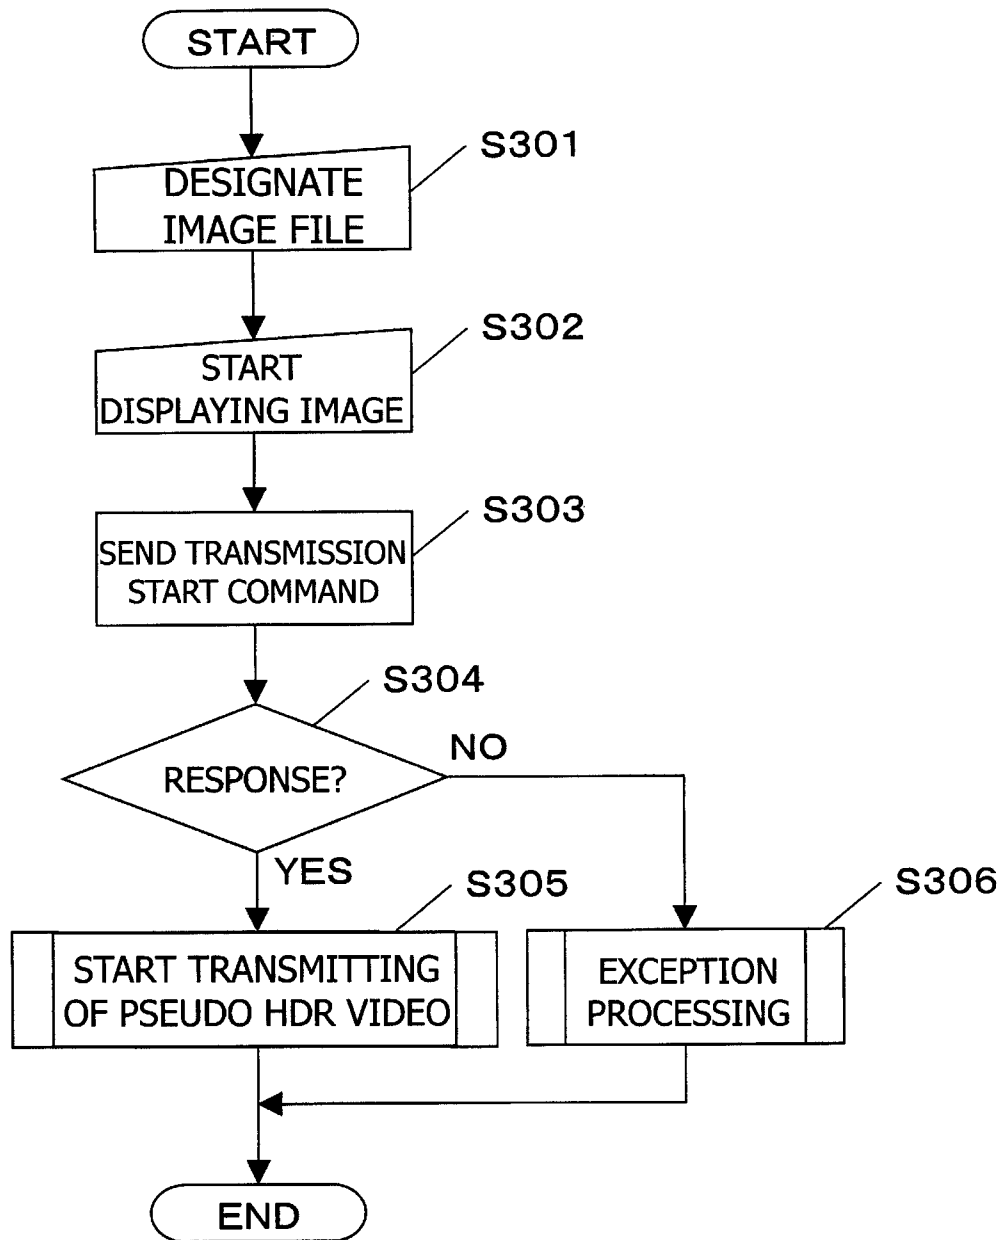 START
S301
DESIGNATE
IMAGE FILE
S302
START
DISPLAYING IMAGE
S303
SEND TRANSMISSION
START COMMAND
S304
RESPONSE?
NO
YES
S305
START TRANSMITTING
OF PSEUDO HDR VIDEO
S306
EXCEPTION
PROCESSING
END